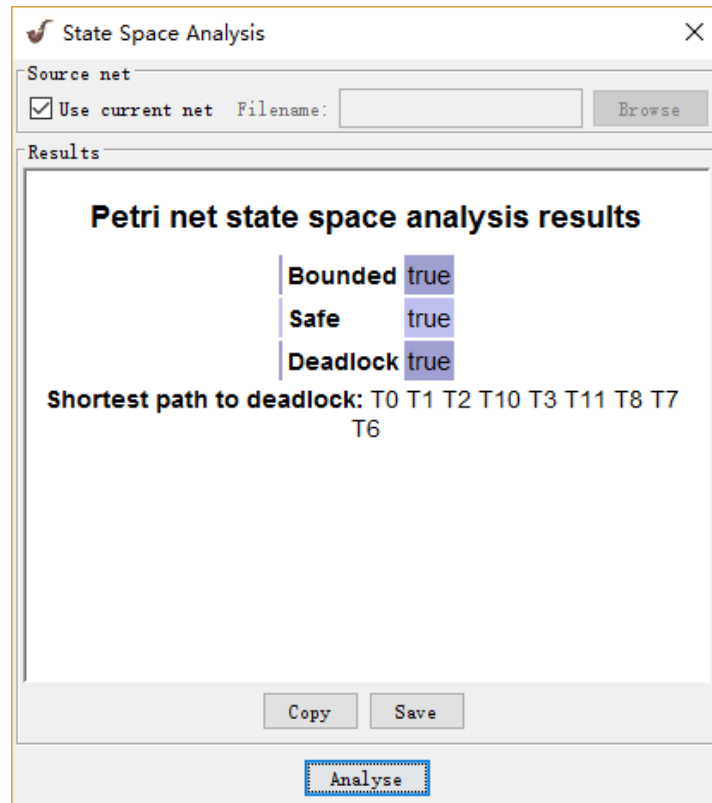 State Space Analysis
Source net
Use current net Filename: Browse
Results
Petri net state space analysis results
Bounded true
Safe true
Deadlock true
Shortest path to deadlock: T0 T1 T2 T10 T3 T11 T8 T7
T6
Copy Save
Analyse